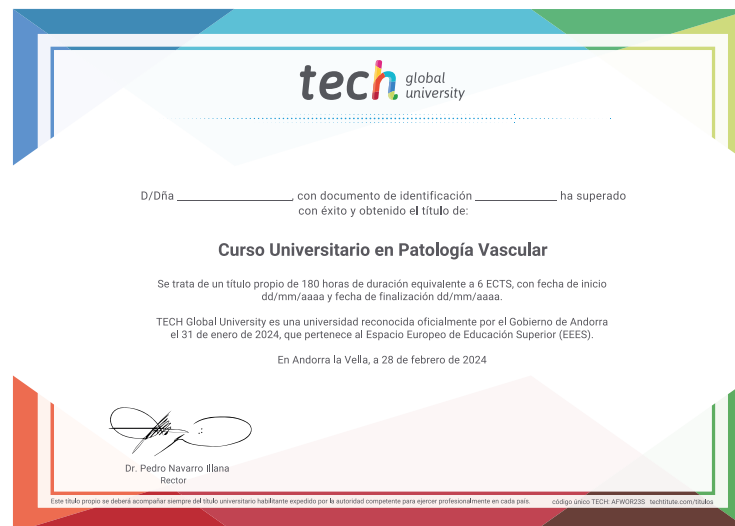 tech global university
D/Dña ____________, con documento de identificación ____________ ha superado
con éxito y obtenido el título de:
Curso Universitario en Patología Vascular
Se trata de un título propio de 180 horas de duración equivalente a 6 ECTS, con fecha de inicio
dd/mm/aaaa y fecha de finalización dd/mm/aaaa.
TECH Global University es una universidad reconocida oficialmente por el Gobierno de Andorra
el 31 de enero de 2024, que pertenece al Espacio Europeo de Educación Superior (EEES).
En Andorra la Vella, a 28 de febrero de 2024
Dr. Pedro Navarro Illana
Rector
Este título propio se deberá acompañar siempre del título universitario habilitante expedido por la autoridad competente para ejercer profesionalmente en cada país. código único TECH: AFWOR23S techtitute.com/titulos